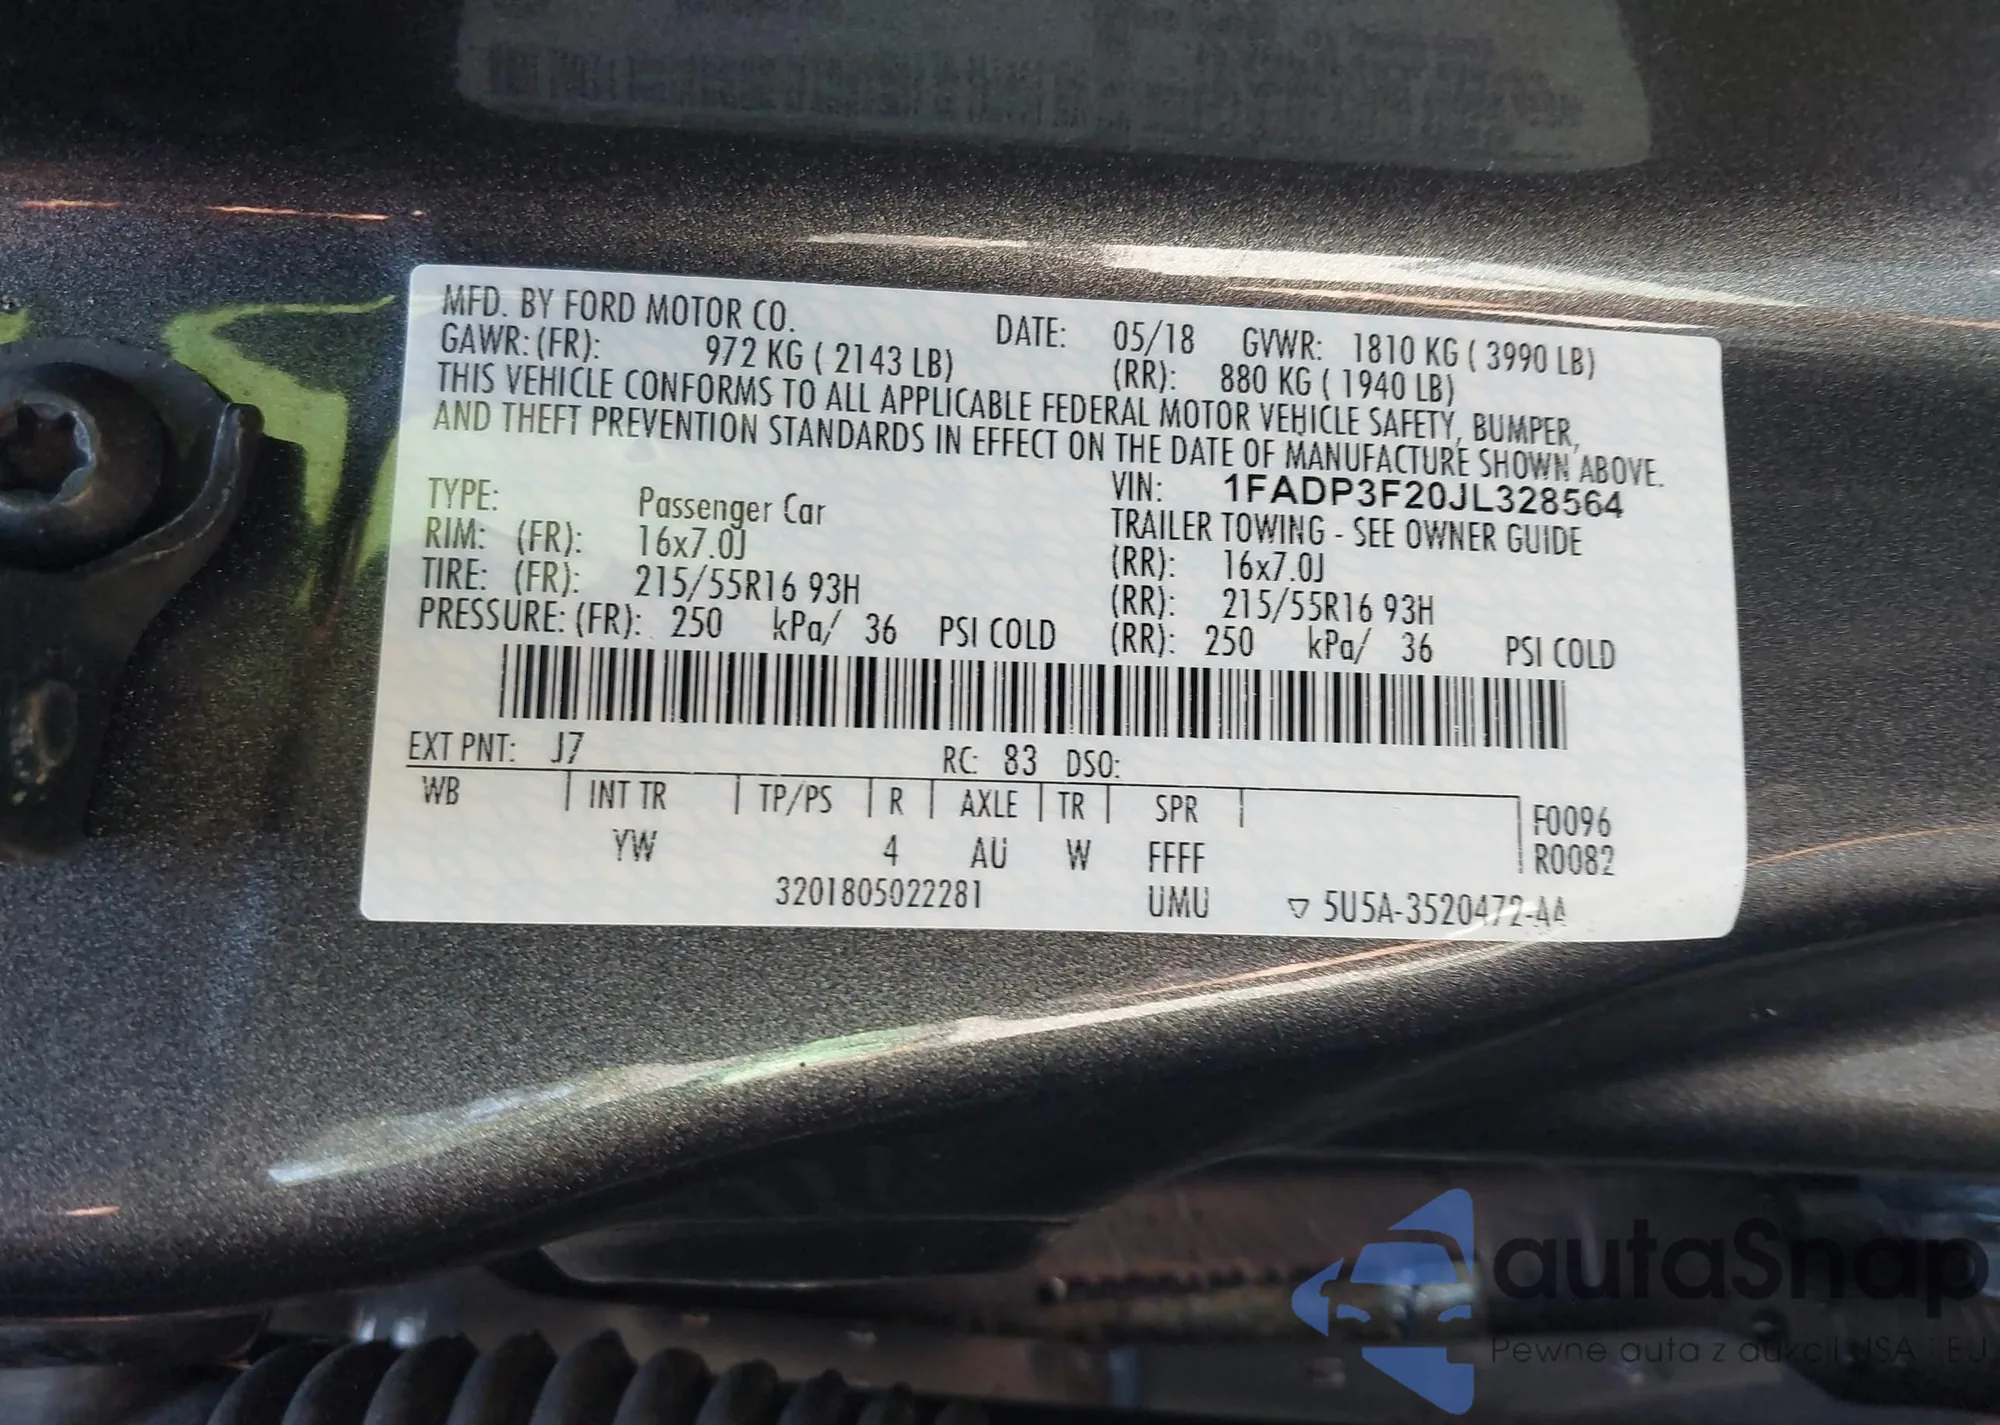 MFD. BY FORD MOTOR CO. DATE: 05/18 GVWR: 1810 KG ( 3990 LB)
GAWR: (FR): 972 KG ( 2143 LB) (RR): 880 KG ( 1940 LB)
THIS VEHICLE CONFORMS TO ALL APPLICABLE FEDERAL MOTOR VEHICLE SAFETY, BUMPER,
AND THEFT PREVENTION STANDARDS IN EFFECT ON THE DATE OF MANUFACTURE SHOWN ABOVE.
VIN: 1FADP3F20JL328564
TYPE: Passenger Car TRAILER TOWING - SEE OWNER GUIDE
RIM: (FR): 16x7.0J (RR): 16x7.0J
TIRE: (FR): 215/55R16 93H (RR): 215/55R16 93H
PRESSURE: (FR): 250 kPa/ 36 PSI COLD (RR): 250 kPa/ 36 PSI COLD
EXT PNT: J7 RC: 83 DSO:
WB INT TR TP/PS R AXLE TR SPR F0096
YW 4 AU W FFFF R0082
3201805022281 UMU ▽ 5U5A-3520472-AA
autaSnap
Pewne auta z aukcji USA i EU